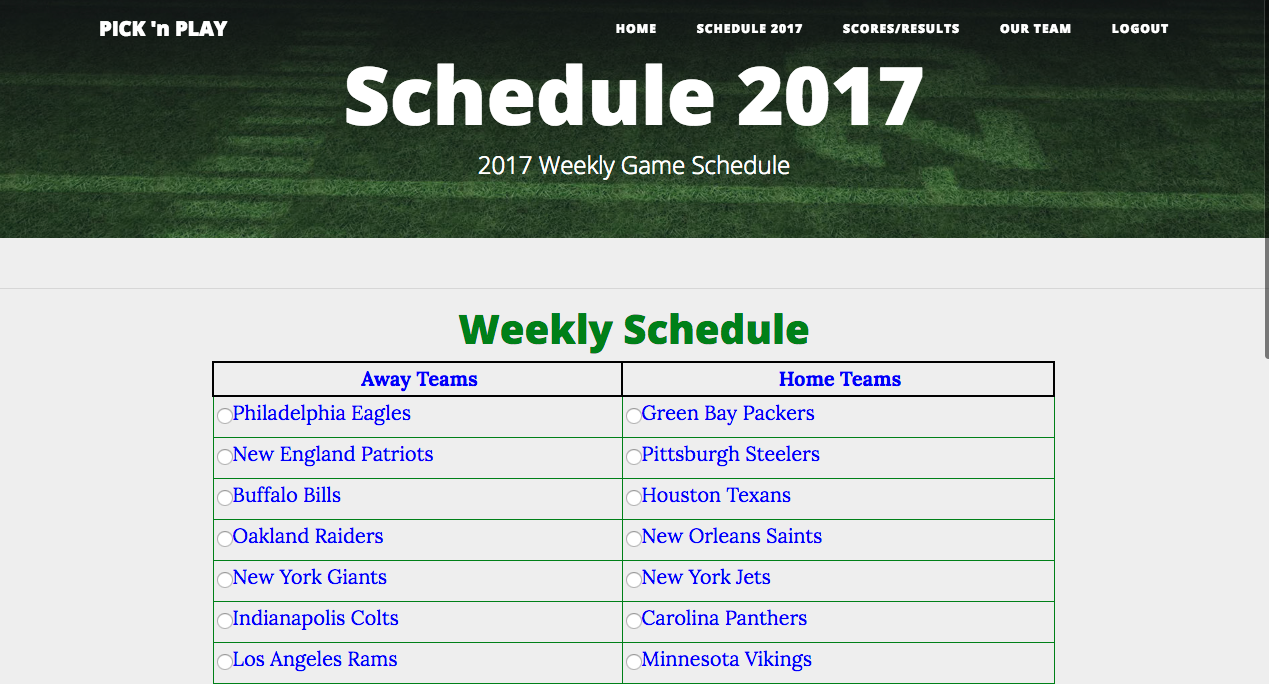 PICK 'n PLAY HOME SCHEDULE 2017 SCORES/RESULTS OUR TEAM LOGOUT
Schedule 2017
2017 Weekly Game Schedule
Weekly Schedule
Away Teams Home Teams
Philadelphia Eagles Green Bay Packers
New England Patriots Pittsburgh Steelers
Buffalo Bills Houston Texans
Oakland Raiders New Orleans Saints
New York Giants New York Jets
Indianapolis Colts Carolina Panthers
Los Angeles Rams Minnesota Vikings